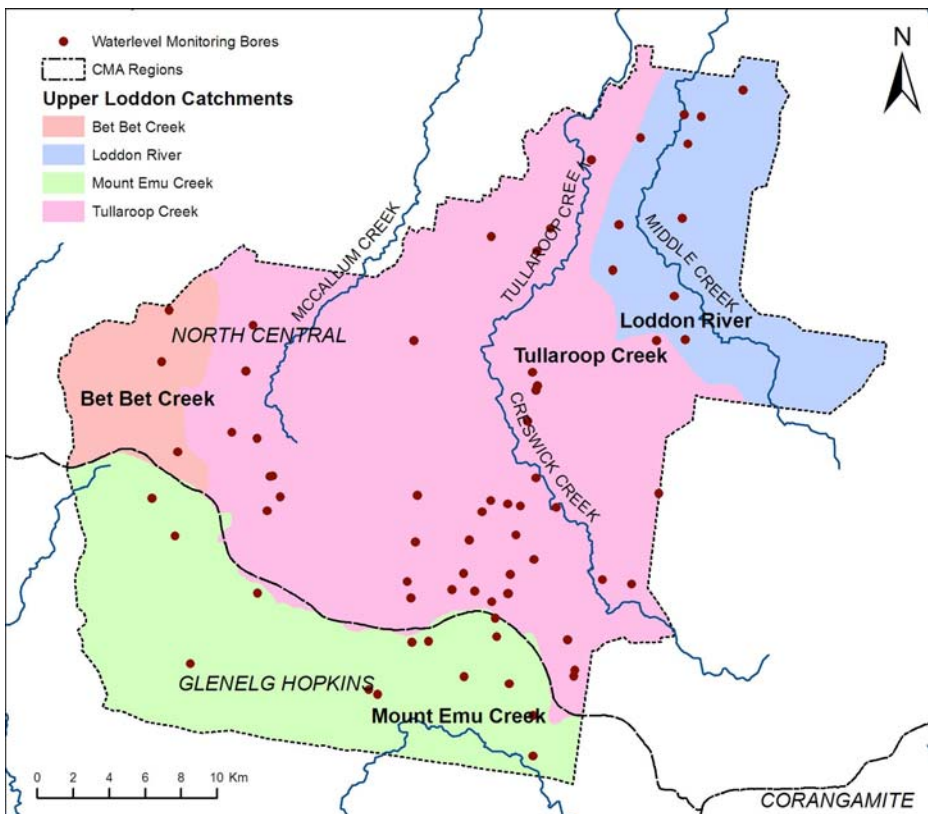 Waterlevel Monitoring Bores
CMA Regions
Upper Loddon Catchments
Bet Bet Creek
Loddon River
Mount Emu Creek
Tullaroop Creek
N
MCCALLUM CREEK
TULLAROOP CREEK
MIDDLE CREEK
NORTH CENTRAL
Loddon River
Tullaroop Creek
Bet Bet Creek
CRESWICK CREEK
GLENELG HOPKINS
Mount Emu Creek
0 2 4 6 8 10 Km
CORANGAMITE